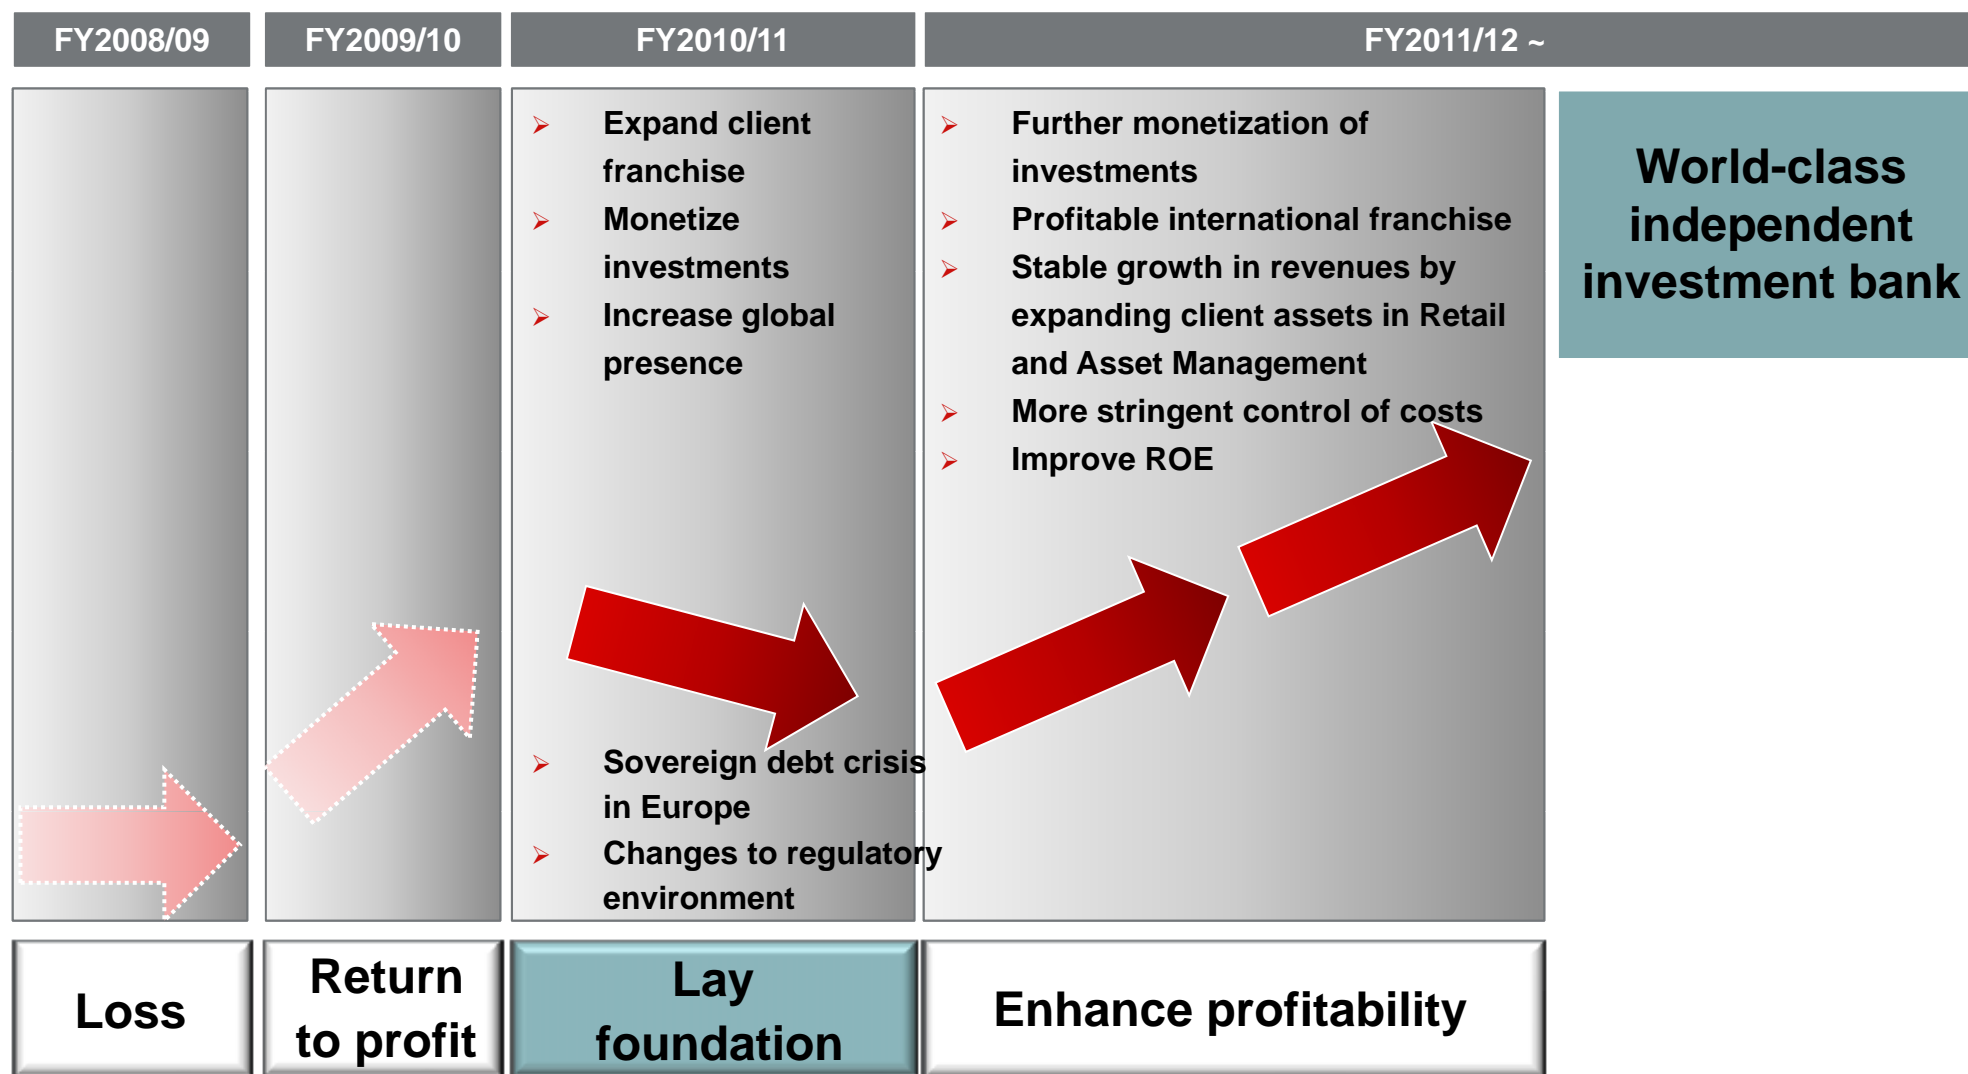 FY2008/09
FY2009/10
FY2010/11
FY2011/12 ~
Expand client
franchise
Monetize
investments
Increase global
presence
Sovereign debt crisis
in Europe
Changes to regulatory
environment
Further monetization of
investments
Profitable international franchise
Stable growth in revenues by
expanding client assets in Retail
and Asset Management
More stringent control of costs
Improve ROE
World-class
independent
investment bank
Loss
Return
to profit
Lay
foundation
Enhance profitability